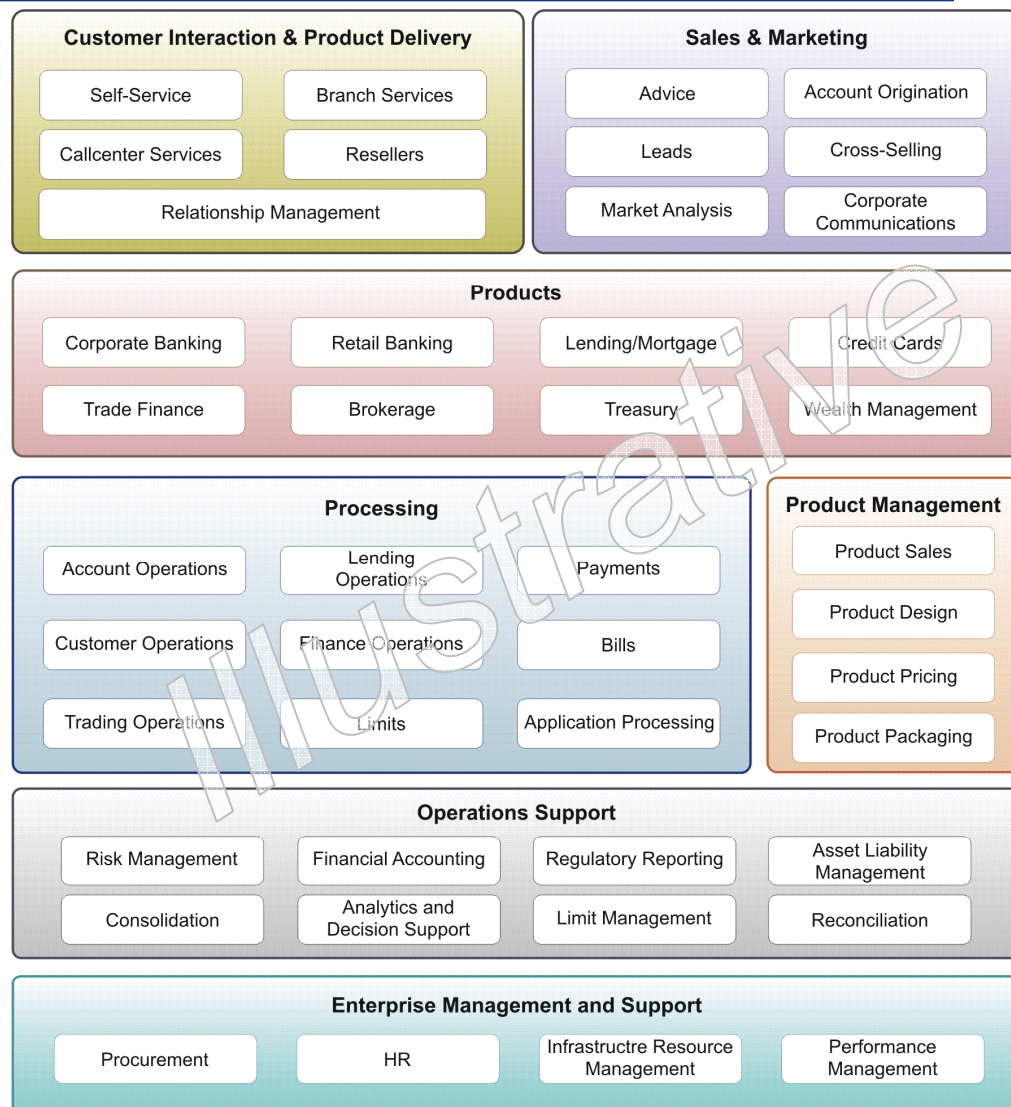 Customer Interaction & Product Delivery
Self-Service
Branch Services
Callcenter Services
Resellers
Relationship Management
Sales & Marketing
Advice
Account Origination
Leads
Cross-Selling
Market Analysis
Corporate
Communications
Products
Corporate Banking
Retail Banking
Lending/Mortgage
Credit Cards
Trade Finance
Brokerage
Treasury
Wealth Management
Processing
Account Operations
Lending
Operations
Payments
Customer Operations
Finance Operations
Bills
Trading Operations
Limits
Application Processing
Product Management
Product Sales
Product Design
Product Pricing
Product Packaging
Illustrative
Operations Support
Risk Management
Financial Accounting
Regulatory Reporting
Asset Liability
Management
Consolidation
Analytics and
Decision Support
Limit Management
Reconciliation
Enterprise Management and Support
Procurement
HR
Infrastructre Resource
Management
Performance
Management